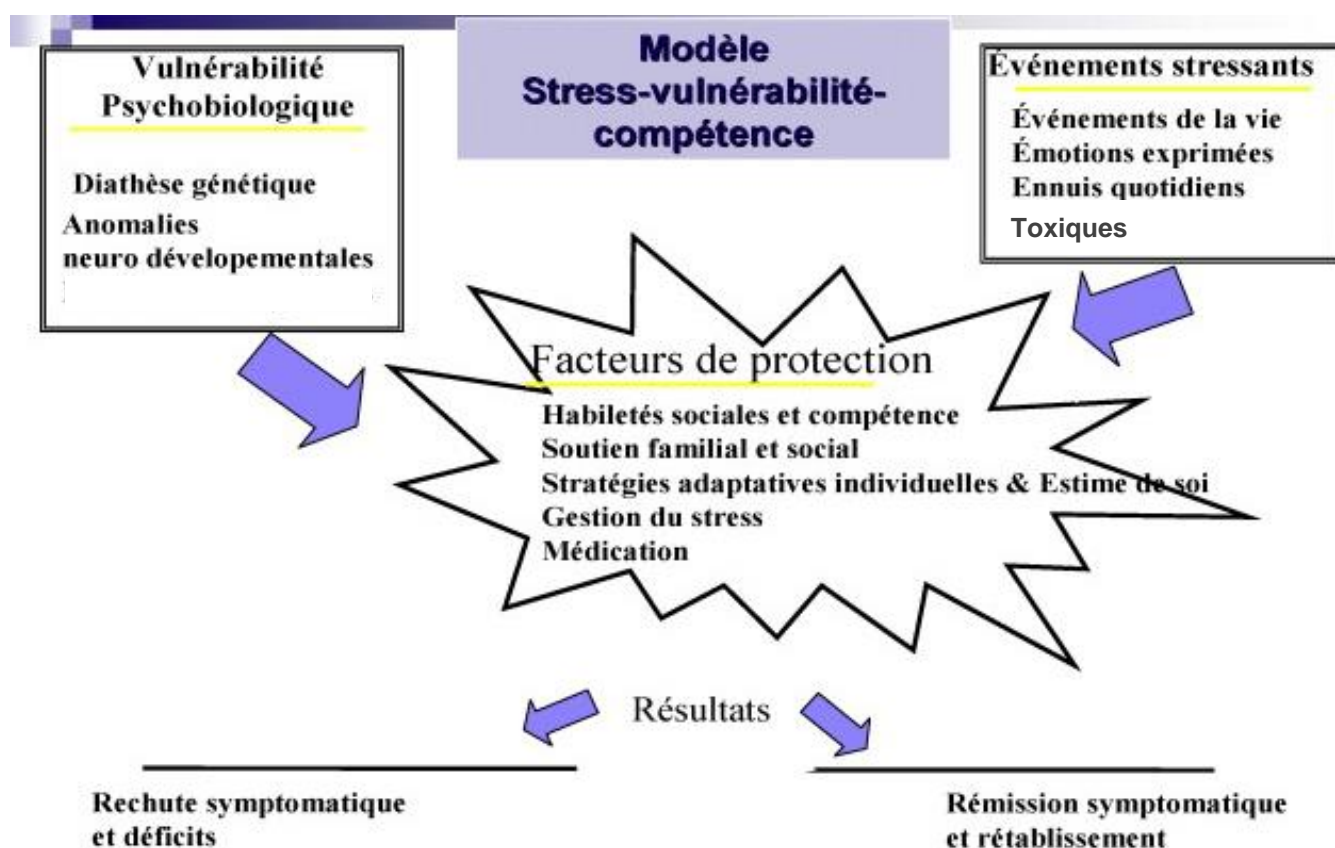 Modèle
Stress-vulnérabilité-
compétence
Vulnérabilité
Psychobiologique
Diathèse génétique
Anomalies
neuro dévelopementales
Événements stressants
Événements de la vie
Émotions exprimées
Ennuis quotidiens
Toxiques
Facteurs de protection
Habiletés sociales et compétence
Soutien familial et social
Stratégies adaptatives individuelles & Estime de soi
Gestion du stress
Médication
Résultats
Rechute symptomatique
et déficits
Rémission symptomatique
et rétablissement